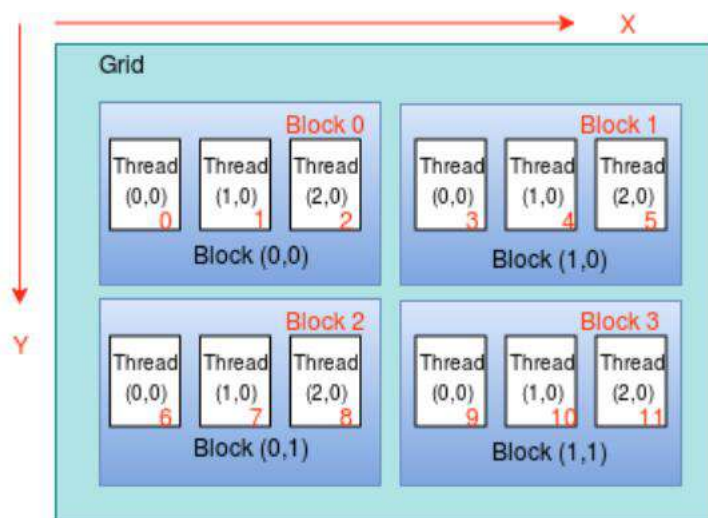 X
Y
Grid
Block 0
Thread
(0,0)
0
Thread
(1,0)
1
Thread
(2,0)
2
Block (0,0)
Block 1
Thread
(0,0)
3
Thread
(1,0)
4
Thread
(2,0)
5
Block (1,0)
Block 2
Thread
(0,0)
6
Thread
(1,0)
7
Thread
(2,0)
8
Block (0,1)
Block 3
Thread
(0,0)
9
Thread
(1,0)
10
Thread
(2,0)
11
Block (1,1)